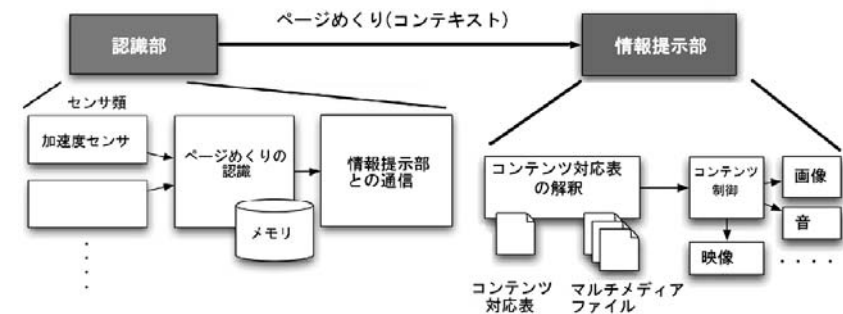 ページめくり(コンテキスト)
認識部
情報提示部
センサ類
加速度センサ
ページめくりの
認識
メモリ
情報提示部
との通信
コンテンツ対応表
の解釈
コンテンツ
制御
画像
音
映像
・・・・
・・・・
コンテンツ
対応表
マルチメディア
ファイル